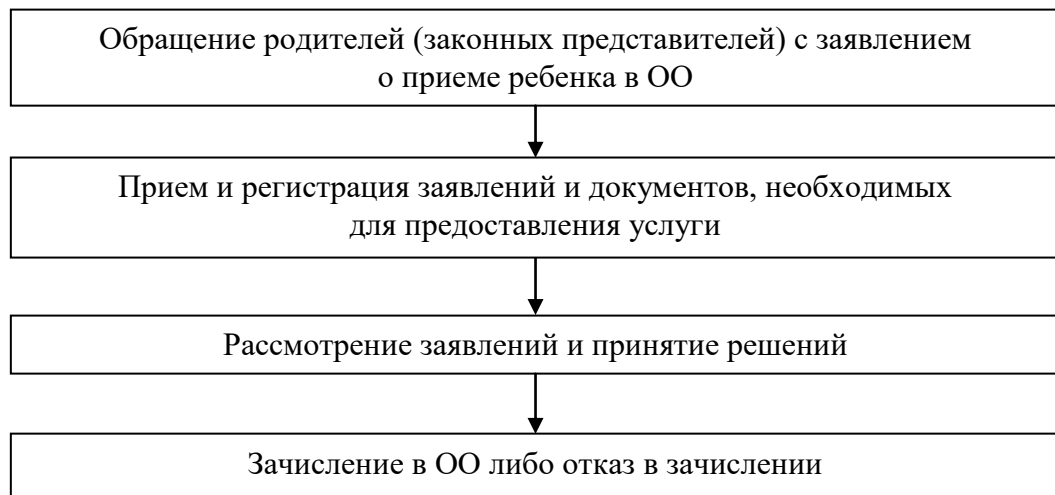 Обращение родителей (законных представителей) с заявлением
о приеме ребенка в ОО
Прием и регистрация заявлений и документов, необходимых
для предоставления услуги
Рассмотрение заявлений и принятие решений
Зачисление в ОО либо отказ в зачислении